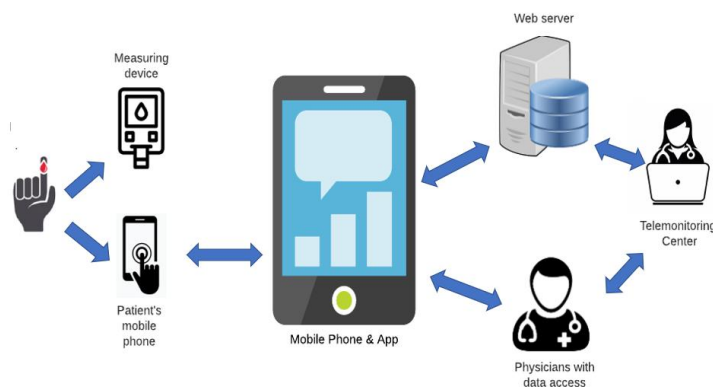 Web server
Measuring
device
Telemonitoring
Center
Patient's
mobile
phone
Mobile Phone & App
Physicians with
data access